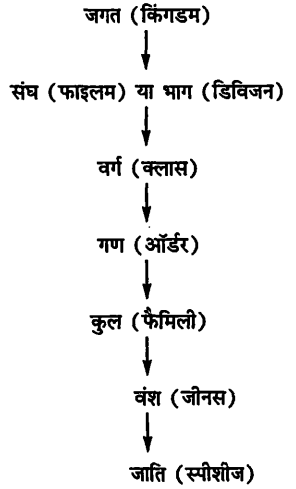 जगत (किंगडम)
संघ (फाइलम) या भाग (डिविजन)
वर्ग (क्लास)
गण (ऑर्डर)
कुल (फैमिली)
वंश (जीनस)
जाति (स्पीशीज)